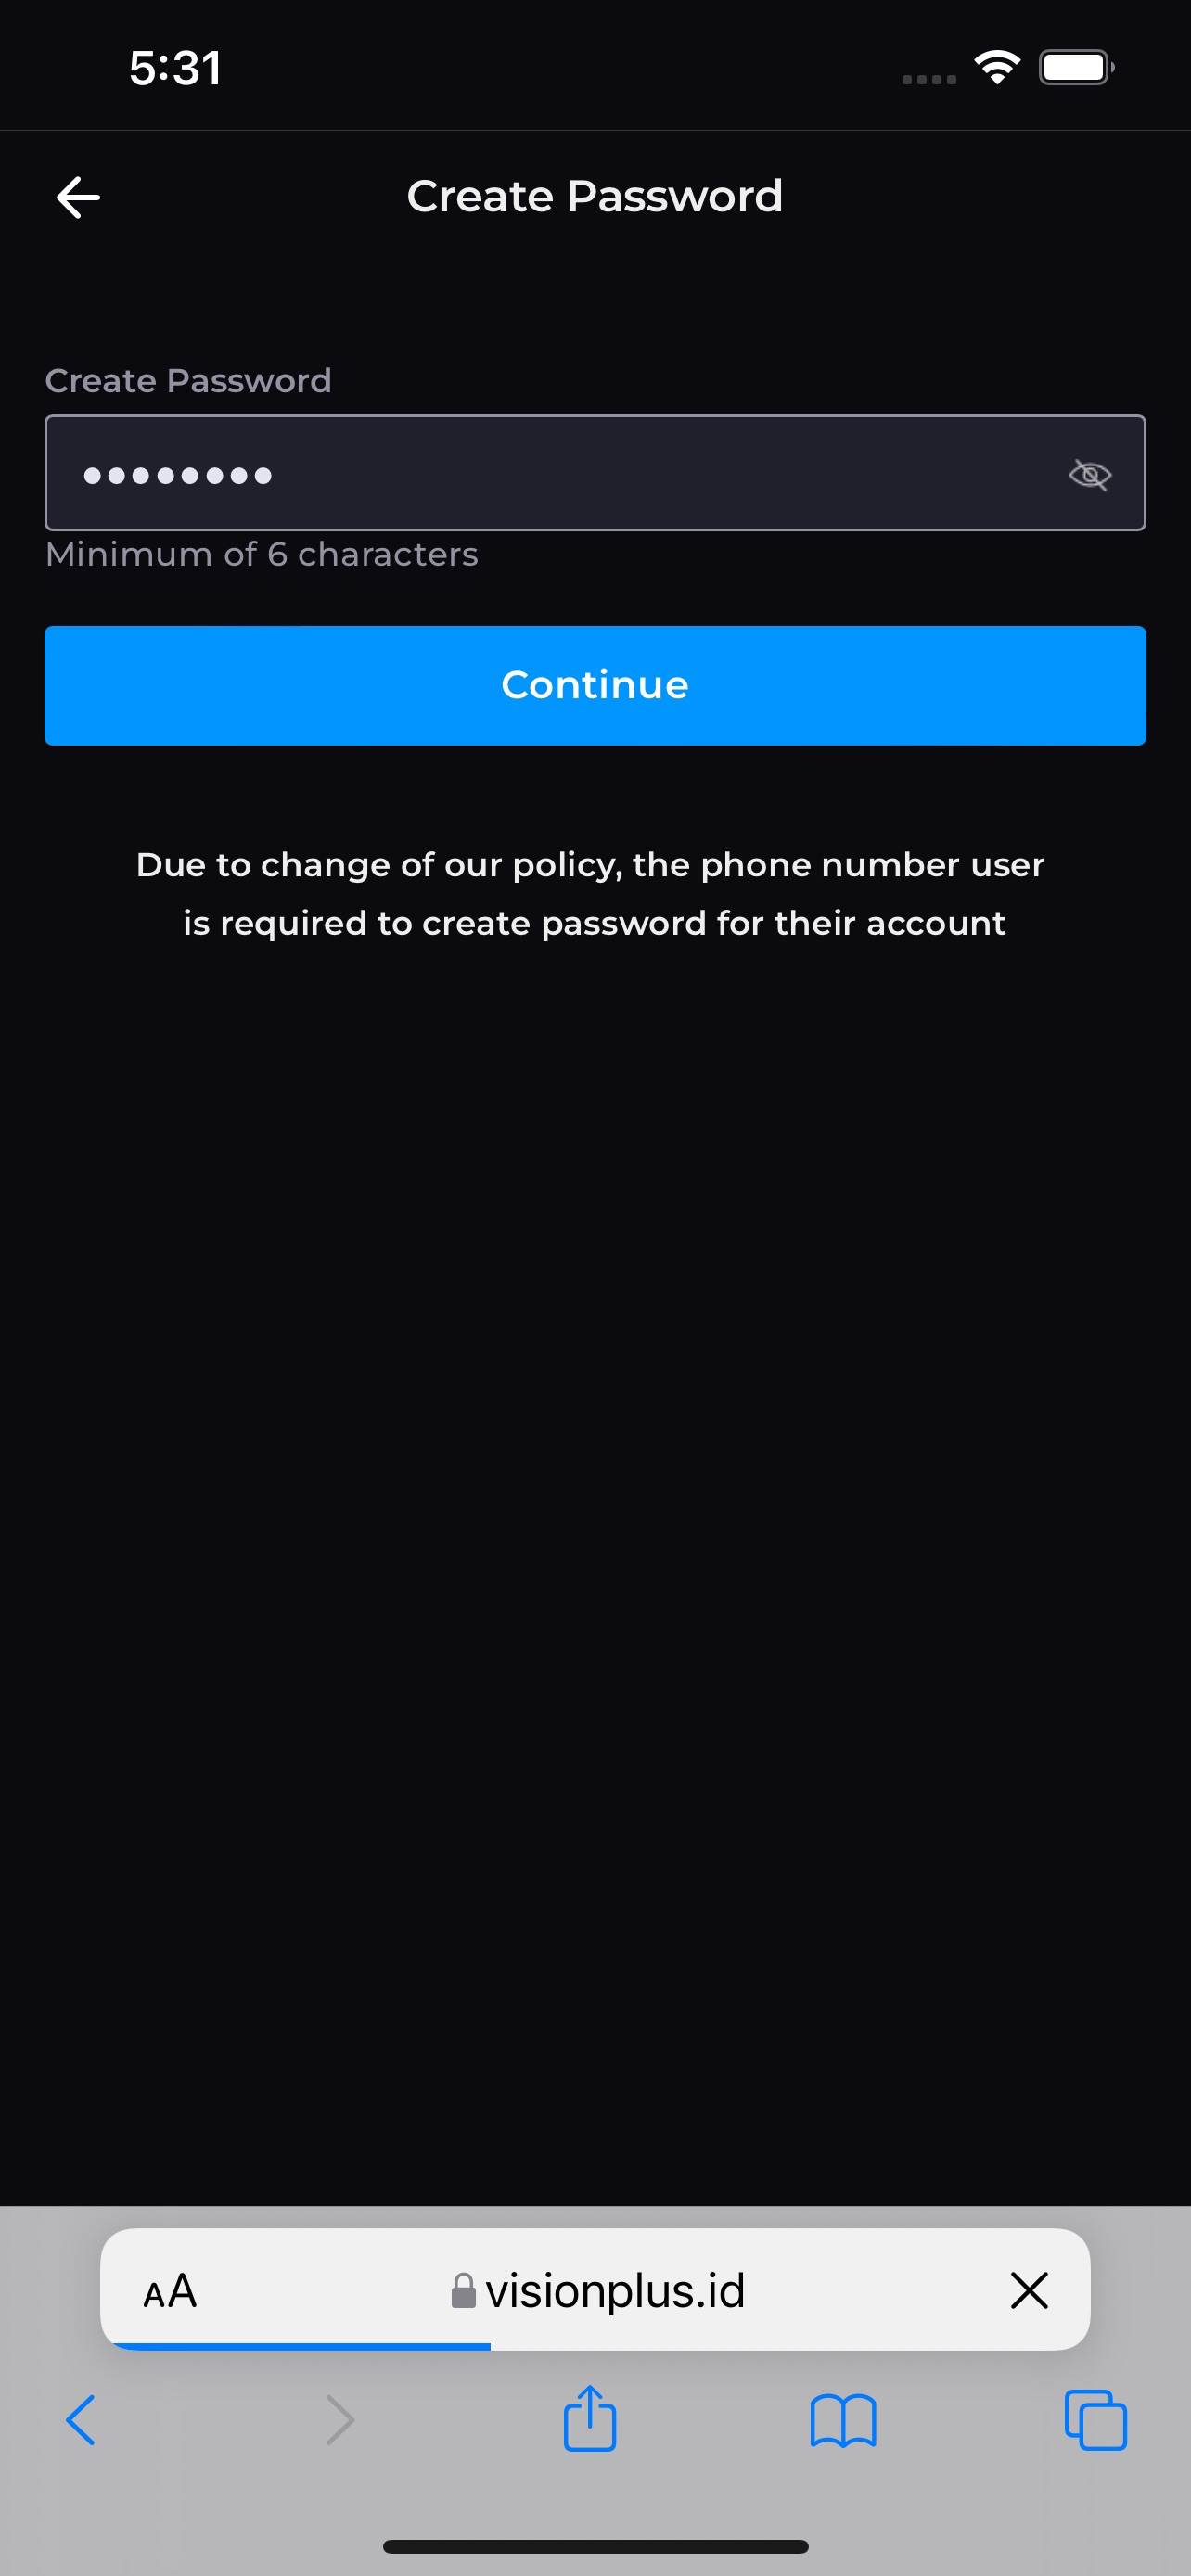 5:31
Create Password
Create Password
••••••••
Minimum of 6 characters
Continue
Due to change of our policy, the phone number user
is required to create password for their account
AA
visionplus.id